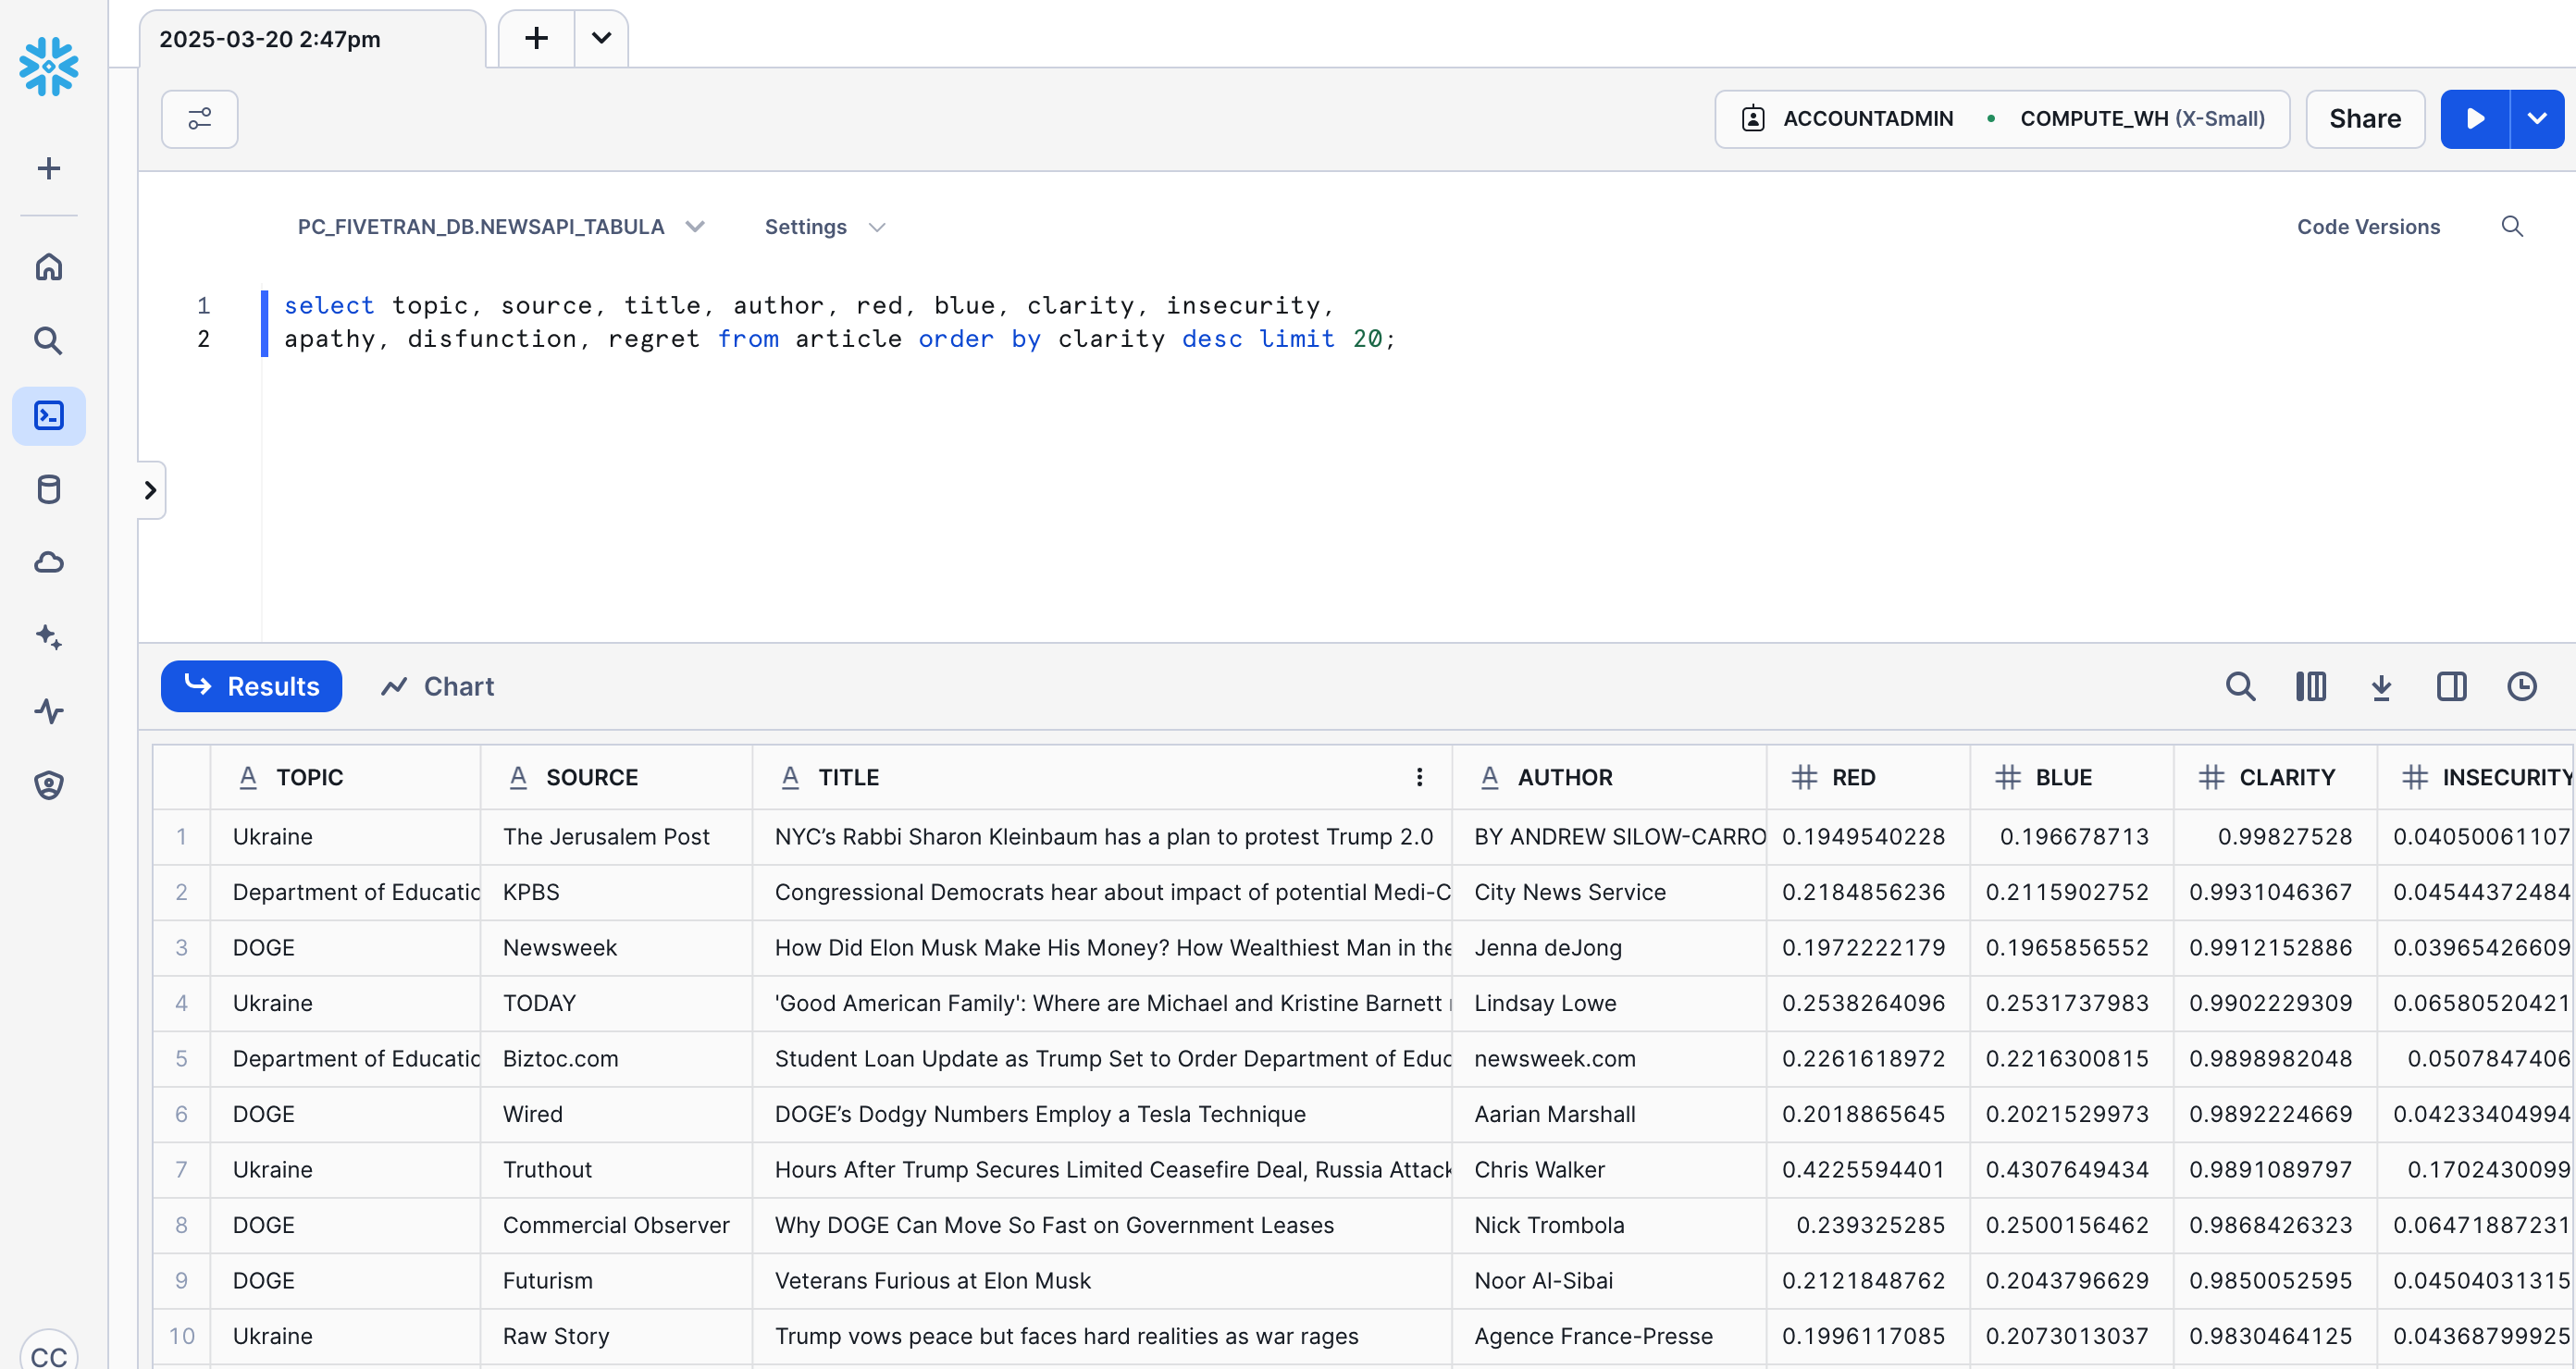 2025-03-20 2:47pm
ACCOUNTADMIN • COMPUTE_WH (X-Small)
Share
PC_FIVETRAN_DB.NEWSAPI_TABULA
Settings
Code Versions
1 select topic, source, title, author, red, blue, clarity, insecurity,
2 apathy, disfunction, regret from article order by clarity desc limit 20;
Results
Chart
A TOPIC A SOURCE A TITLE A AUTHOR # RED # BLUE # CLARITY # INSECURITY
1 Ukraine The Jerusalem Post NYC’s Rabbi Sharon Kleinbaum has a plan to protest Trump 2.0 BY ANDREW SILOW-CARRO 0.1949540228 0.196678713 0.99827528 0.04050061107
2 Department of Educatio KPBS Congressional Democrats hear about impact of potential Medi-C City News Service 0.2184856236 0.2115902752 0.9931046367 0.04544372484
3 DOGE Newsweek How Did Elon Musk Make His Money? How Wealthiest Man in the Jenna deJong 0.1972222179 0.1965856552 0.9912152886 0.03965426609
4 Ukraine TODAY 'Good American Family': Where are Michael and Kristine Barnett Lindsay Lowe 0.2538264096 0.2531737983 0.9902229309 0.06580520421
5 Department of Educatio Biztoc.com Student Loan Update as Trump Set to Order Department of Educ newsweek.com 0.2261618972 0.2216300815 0.9898982048 0.0507847406
6 DOGE Wired DOGE’s Dodgy Numbers Employ a Tesla Technique Aarian Marshall 0.2018865645 0.2021529973 0.9892224669 0.04233404994
7 Ukraine Truthout Hours After Trump Secures Limited Ceasefire Deal, Russia Attack Chris Walker 0.4225594401 0.4307649434 0.9891089797 0.1702430099
8 DOGE Commercial Observer Why DOGE Can Move So Fast on Government Leases Nick Trombola 0.239325285 0.2500156462 0.9868426323 0.06471887231
9 DOGE Futurism Veterans Furious at Elon Musk Noor Al-Sibai 0.2121848762 0.2043796629 0.9850052595 0.04504031315
10 Ukraine Raw Story Trump vows peace but faces hard realities as war rages Agence France-Presse 0.1996117085 0.2073013037 0.9830464125 0.04368799925
CC